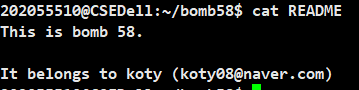 202055510@CSEDell:~/bomb58$ cat README
This is bomb 58.
It belongs to koty (koty08@naver.com)